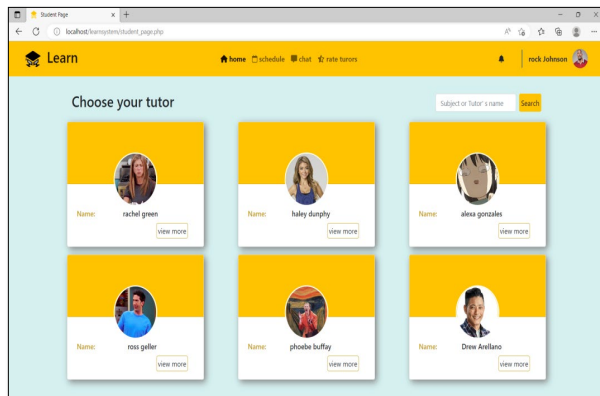 Student Page
localhost/learnsystem/student_page.php
Learn
home schedule chat rate turors
rock Johnson
Choose your tutor
Subject or Tutor' s name
Search
Name: rachel green
view more
Name: haley dunphy
view more
Name: alexa gonzales
view more
Name: ross geller
view more
Name: phoebe buffay
view more
Name: Drew Arellano
view more